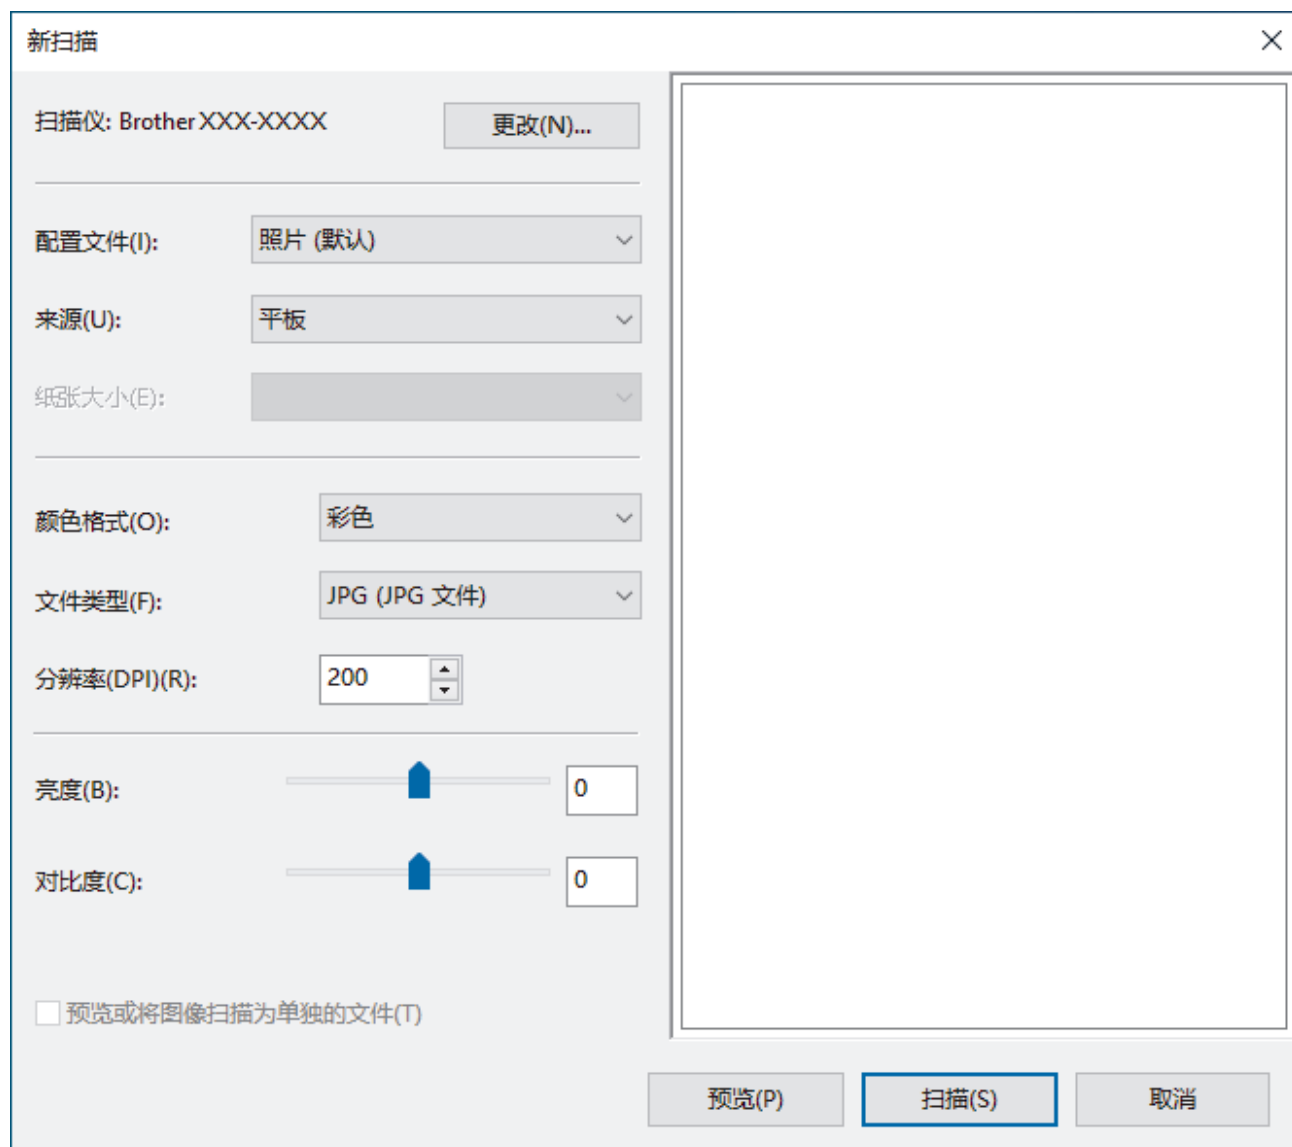 新扫描
扫描仪: Brother XXX-XXXX
更改(N)...
配置文件(I):
照片 (默认)
来源(U):
平板
纸张大小(E):
颜色格式(O):
彩色
文件类型(F):
JPG (JPG 文件)
分辨率(DPI)(R):
200
亮度(B):
0
对比度(C):
0
预览或将图像扫描为单独的文件(T)
预览(P)
扫描(S)
取消